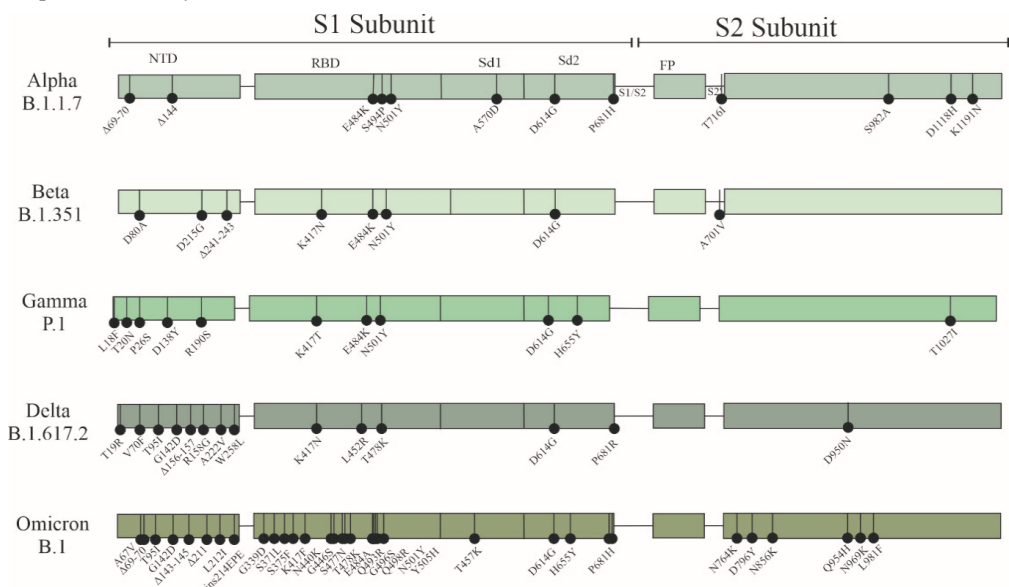 S1 Subunit
S2 Subunit
NTD
RBD
Sd1
Sd2
FP
Alpha
B.1.1.7
S1/S2
S2'
Δ69-70
Δ144
E484K
S494P
N501Y
A570D
D614G
P681H
T716I
S982A
D1118H
K1191N
Beta
B.1.351
D80A
D215G
Δ241-243
K417N
E484K
N501Y
D614G
A701V
Gamma
P.1
L18F
T20N
P26S
D138Y
R190S
K417T
E484K
N501Y
D614G
H655Y
T1027I
Delta
B.1.617.2
T19R
V70F
T95I
G142D
Δ156-157
R158G
A222V
W258L
K417N
L452R
T478K
D614G
P681R
D950N
Omicron
B.1
A67V
Δ69-70
T95I
G142D
Δ143-145
Δ211
L212I
ins214EPE
G339D
S371L
S375F
K417F
N440K
G446S
S477N
T478K
E484A
Q493R
G496S
Q498R
N501Y
Y505H
T457K
D614G
H655Y
P681H
N764K
D796Y
N856K
Q954H
N969K
L981F